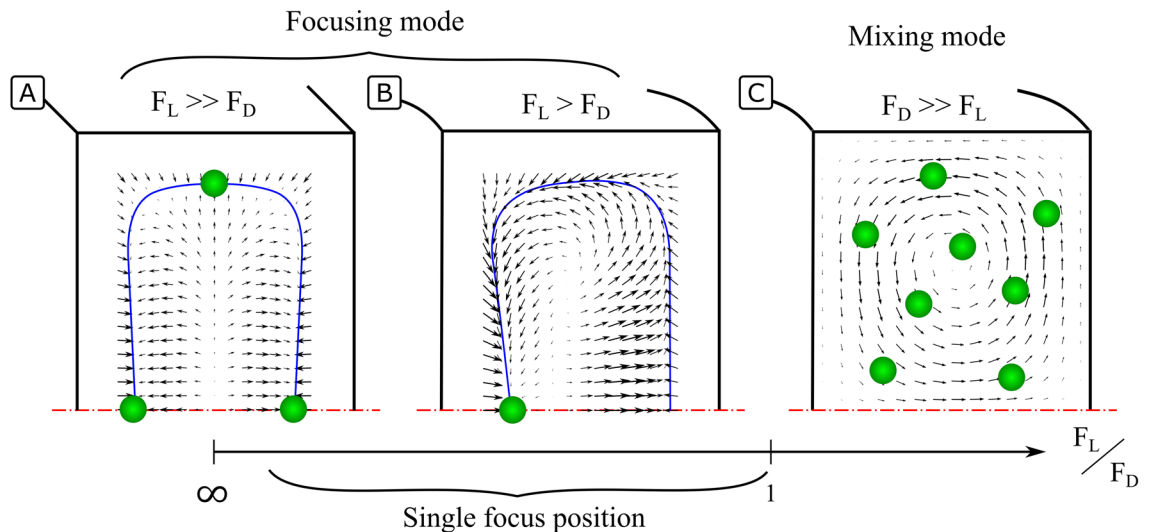 Focusing mode
Mixing mode
A
F_L >> F_D
B
F_L > F_D
C
F_D >> F_L
∞
1
F_L / F_D
Single focus position